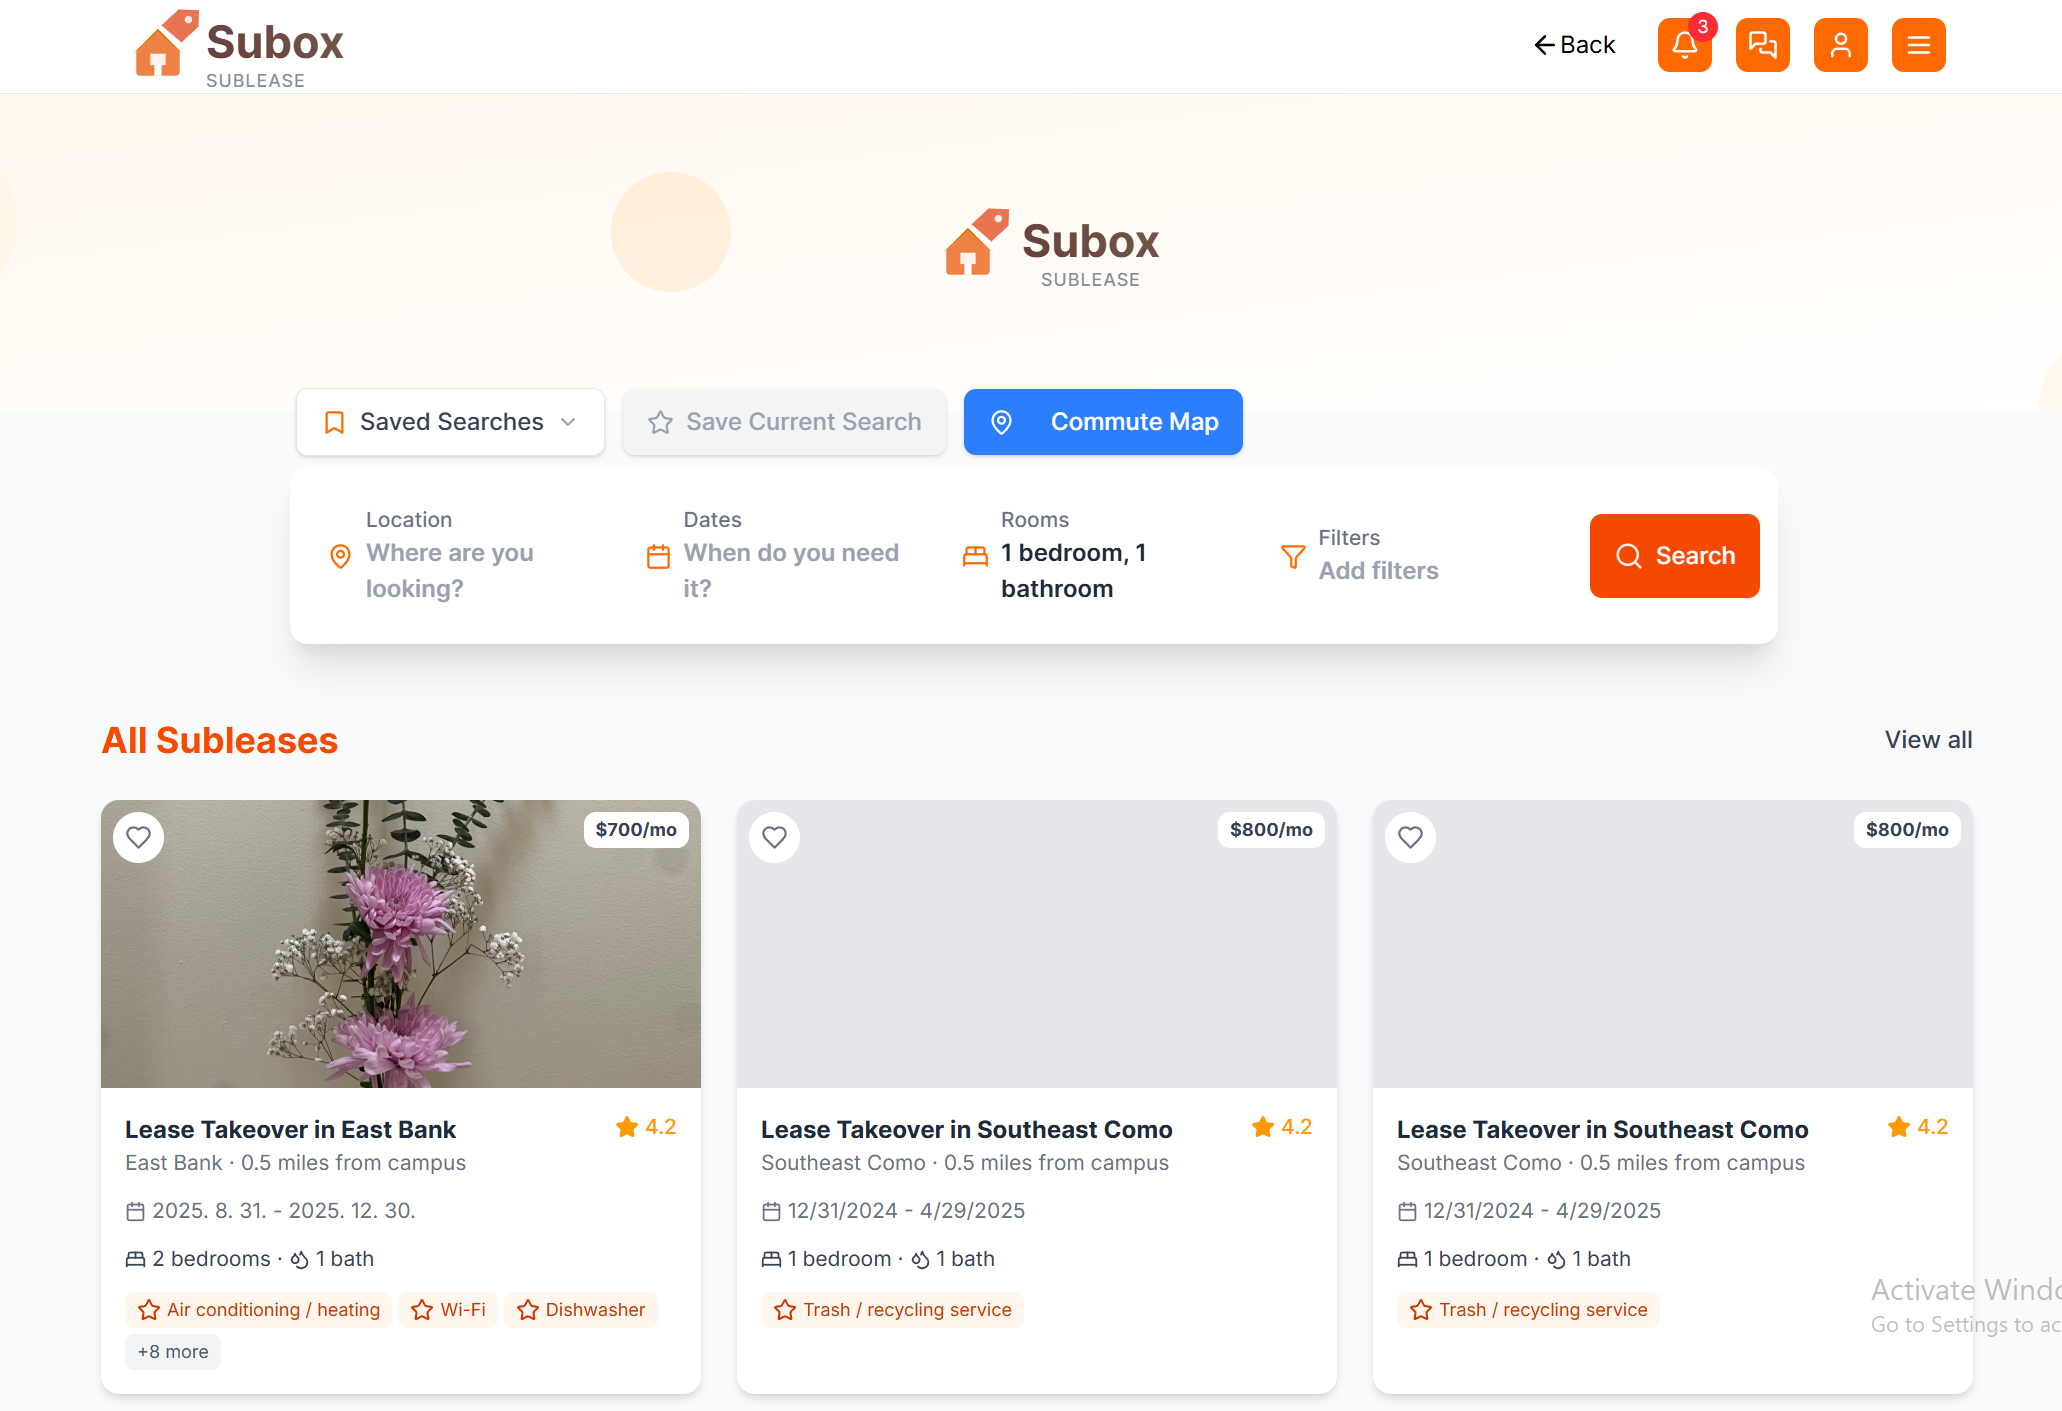 Subox
SUBLEASE
Back
3
Subox
SUBLEASE
Saved Searches
Save Current Search
Commute Map
Location
Where are you
looking?
Dates
When do you need
it?
Rooms
1 bedroom, 1
bathroom
Filters
Add filters
Search
All Subleases
View all
$700/mo
Lease Takeover in East Bank
4.2
East Bank · 0.5 miles from campus
2025. 8. 31. - 2025. 12. 30.
2 bedrooms · 1 bath
Air conditioning / heating
Wi-Fi
Dishwasher
+8 more
$800/mo
Lease Takeover in Southeast Como
4.2
Southeast Como · 0.5 miles from campus
12/31/2024 - 4/29/2025
1 bedroom · 1 bath
Trash / recycling service
$800/mo
Lease Takeover in Southeast Como
4.2
Southeast Como · 0.5 miles from campus
12/31/2024 - 4/29/2025
1 bedroom · 1 bath
Trash / recycling service
Activate Windo
Go to Settings to ac